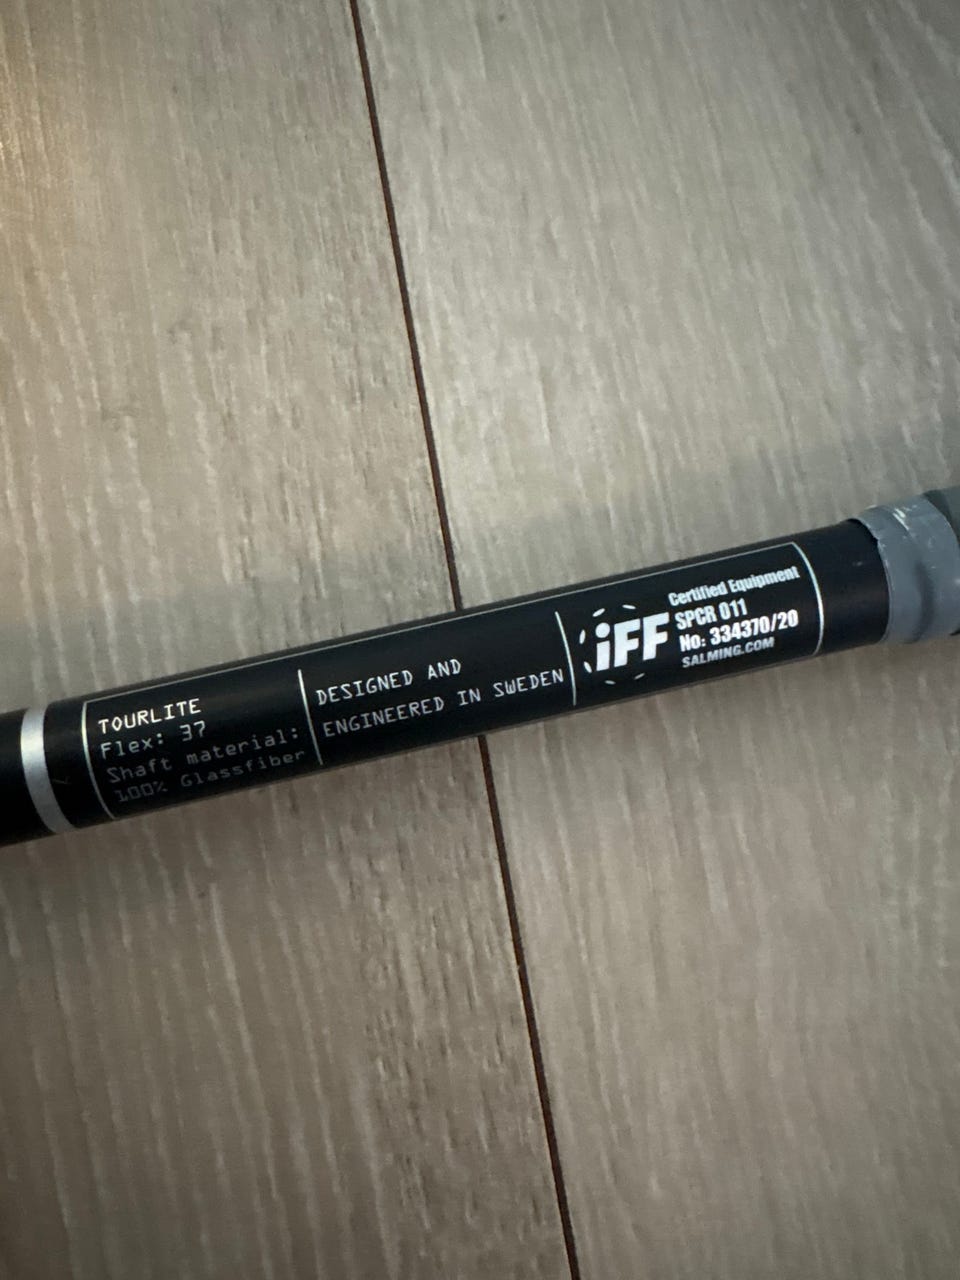 TOURLITE
Flex: 37
Shaft material:
100% Glassfiber
DESIGNED AND
ENGINEERED IN SWEDEN
iFF
Certified Equipment
SPCR 011
No: 334370/20
SALMING.COM